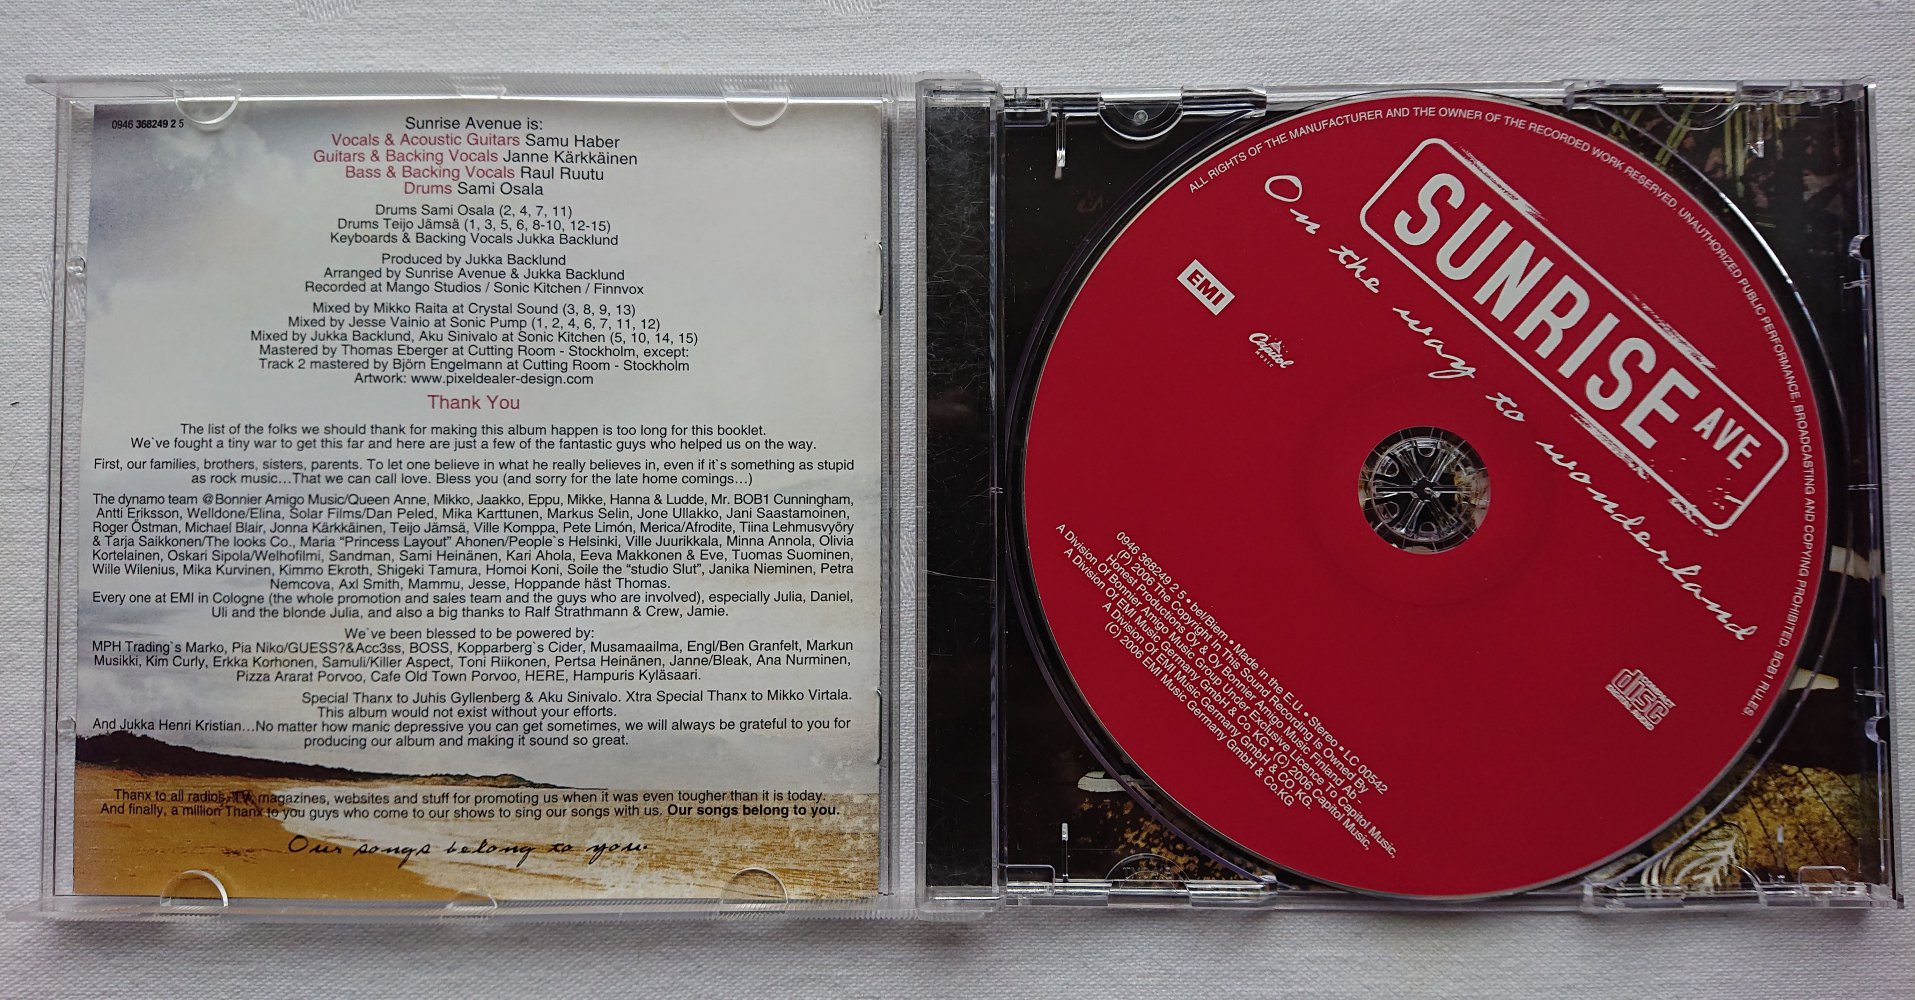 0946 368249 2 5
Sunrise Avenue is:
Vocals & Acoustic Guitars Samu Haber
Guitars & Backing Vocals Janne Kärkkäinen
Bass & Backing Vocals Raul Ruutu
Drums Sami Osala
Drums Sami Osala (2, 4, 7, 11)
Drums Teijo Jämsä (1, 3, 5, 6, 8-10, 12-15)
Keyboards & Backing Vocals Jukka Backlund
Produced by Jukka Backlund
Arranged by Sunrise Avenue & Jukka Backlund
Recorded at Mango Studios / Sonic Kitchen / Finnvox
Mixed by Mikko Raita at Crystal Sound (3, 8, 9, 13)
Mixed by Jesse Vainio at Sonic Pump (1, 2, 4, 6, 7, 11, 12)
Mixed by Jukka Backlund, Aku Sinivalo at Sonic Kitchen (5, 10, 14, 15)
Mastered by Thomas Eberger at Cutting Room - Stockholm, except:
Track 2 mastered by Björn Engelmann at Cutting Room - Stockholm
Artwork: www.pixeldealer-design.com
Thank You
The list of the folks we should thank for making this album happen is too long for this booklet.
We`ve fought a tiny war to get this far and here are just a few of the fantastic guys who helped us on the way.
First, our families, brothers, sisters, parents. To let one believe in what he really believes in, even if it`s something as stupid
as rock music...That we can call love. Bless you (and sorry for the late home comings...)
The dynamo team @Bonnier Amigo Music/Queen Anne, Mikko, Jaakko, Eppu, Mikke, Hanna & Ludde, Mr. BOB1 Cunningham,
Antti Eriksson, Welldone/Elina, Solar Films/Dan Peled, Mika Karttunen, Markus Selin, Jone Ullakko, Jani Saastamoinen,
Roger Östman, Michael Blair, Jonna Kärkkäinen, Teijo Jämsä, Ville Komppa, Pete Limón, Merica/Afrodite, Tiina Lehmusvyöry
& Tarja Saikkonen/The looks Co., Maria “Princess Layout” Ahonen/People`s Helsinki, Ville Juurikkala, Minna Annola, Olivia
Kortelainen, Oskari Sipola/Welhofilmi, Sandman, Sami Heinänen, Kari Ahola, Eeva Makkonen & Eve, Tuomas Suominen,
Wille Wilenius, Mika Kurvinen, Kimmo Ekroth, Shigeki Tamura, Homoi Koni, Soile the “studio Slut”, Janika Nieminen, Petra
Nemcova, Axl Smith, Mammu, Jesse, Hoppande häst Thomas.
Every one at EMI in Cologne (the whole promotion and sales team and the guys who are involved), especially Julia, Daniel,
Uli and the blonde Julia, and also a big thanks to Ralf Strathmann & Crew, Jamie.
We`ve been blessed to be powered by:
MPH Trading`s Marko, Pia Niko/GUESS?&Acc3ss, BOSS, Kopparberg`s Cider, Musamaailma, Engl/Ben Granfelt, Markun
Musikki, Kim Curly, Erkka Korhonen, Samuli/Killer Aspect, Toni Riikonen, Pertsa Heinänen, Janne/Bleak, Ana Nurminen,
Pizza Ararat Porvoo, Cafe Old Town Porvoo, HERE, Hampuris Kyläsaari.
Special Thanx to Juhis Gyllenberg & Aku Sinivalo. Xtra Special Thanx to Mikko Virtala.
This album would not exist without your efforts.
And Jukka Henri Kristian...No matter how manic depressive you can get sometimes, we will always be grateful to you for
producing our album and making it sound so great.
Thanx to all radios, TV, magazines, websites and stuff for promoting us when it was even tougher than it is today.
And finally, a million Thanx to you guys who come to our shows to sing our songs with us. Our songs belong to you.
Our songs belong to you.
ALL RIGHTS OF THE MANUFACTURER AND THE OWNER OF THE RECORDED WORK RESERVED. UNAUTHORIZED PUBLIC PERFORMANCE, BROADCASTING AND COPYING PROHIBITED. BOB1 RULES.
SUNRISE AVE
On the way to wonderland
EMI
Capitol
MUSIC
0946 368249 2 5 • bel/Biem • Made in the E.U. • Stereo • LLC 00542
(P) 2006 The Copyright In This Sound Recording Is Owned By
Honest Productions Oy & Oy Bonnier Amigo Music Finland Ab -
A Division Of Bonnier Amigo Music Group Under Exclusive Licence To Capitol Music,
A Division Of EMI Music Germany GmbH & Co. KG • (C) 2006 Capitol Music,
A Division Of EMI Music Germany GmbH & CO KG.
(C) 2006 EMI Music Germany GmbH & Co.KG
COMPACT
disc
DIGITAL AUDIO